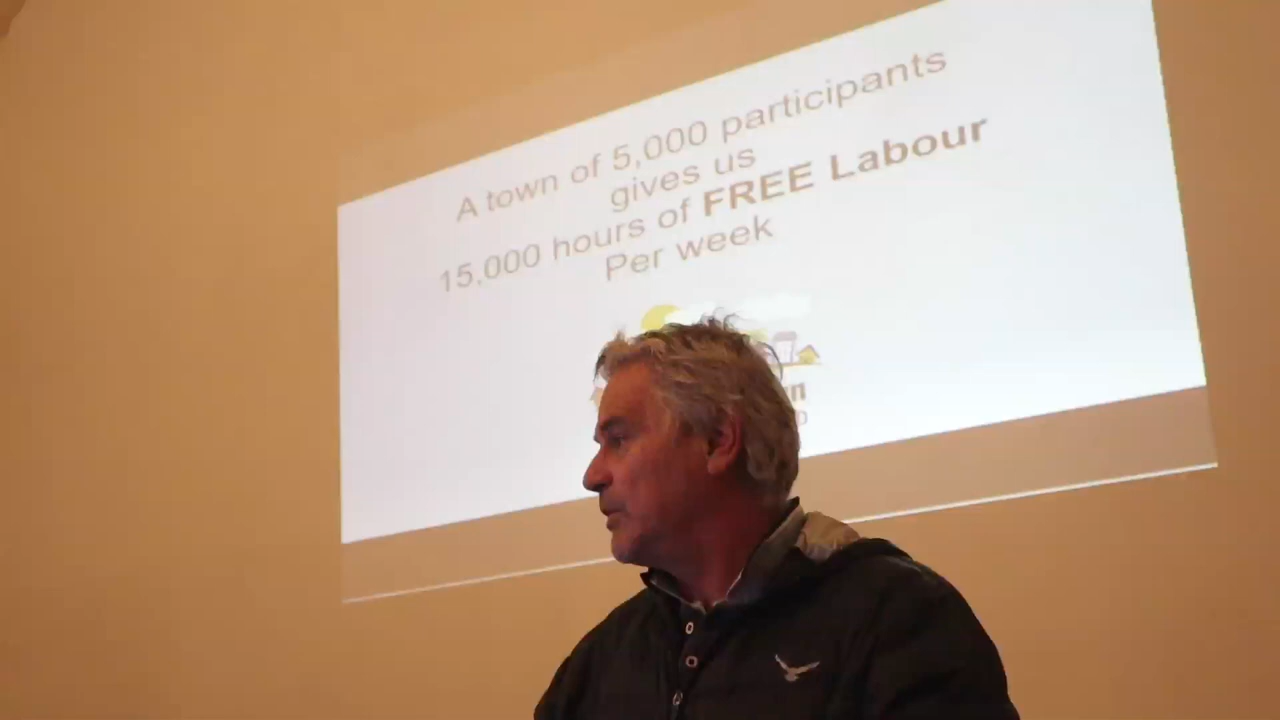 A town of 5,000 participants
gives us
15,000 hours of FREE Labour
Per week